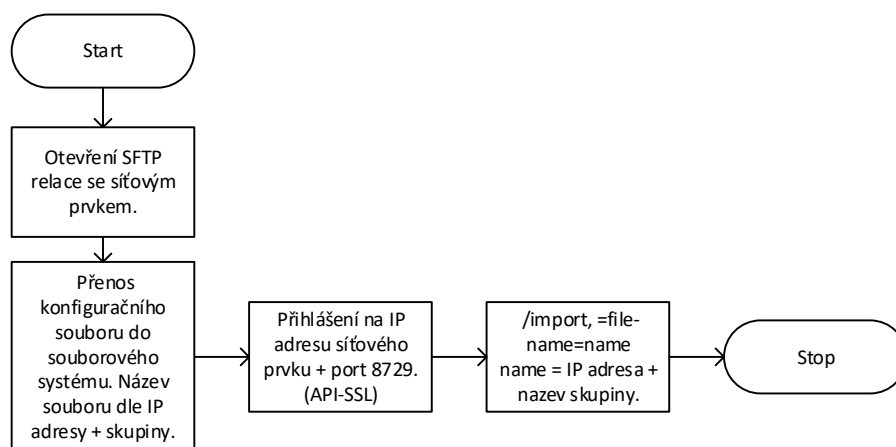 Start
Otevření SFTP
relace se síťovým
prvkem.
Přenos
konfiguračního
souboru do
souborového
systému. Název
souboru dle IP
adresy + skupiny.
Přihlášení na IP
adresu síťového
prvku + port 8729.
(API-SSL)
/import, =file-
name=name
name = IP adresa +
nazev skupiny.
Stop